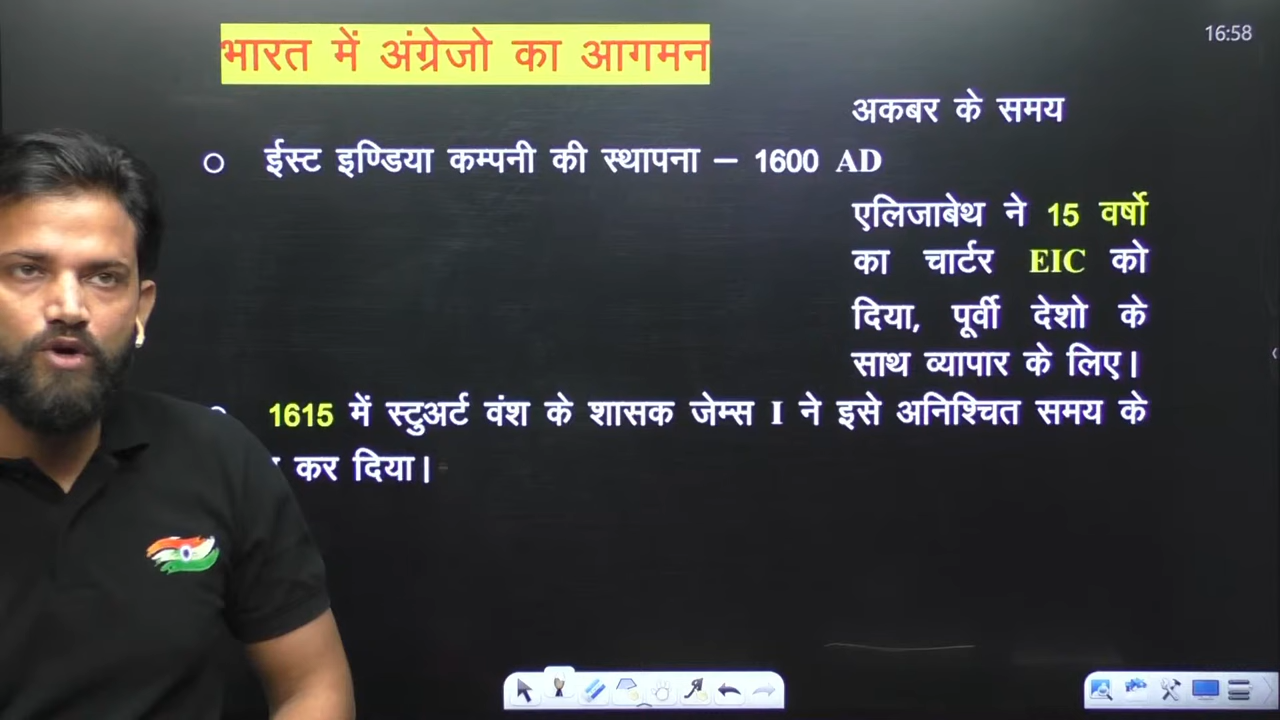 भारत में अंग्रेजो का आगमन
16:58
अकबर के समय
ईस्ट इण्डिया कम्पनी की स्थापना – 1600 AD
एलिजाबेथ ने 15 वर्षो
का चार्टर EIC को
दिया, पूर्वी देशो के
साथ व्यापार के लिए।
1615 में स्टुअर्ट वंश के शासक जेम्स I ने इसे अनिश्चित समय के
कर दिया।